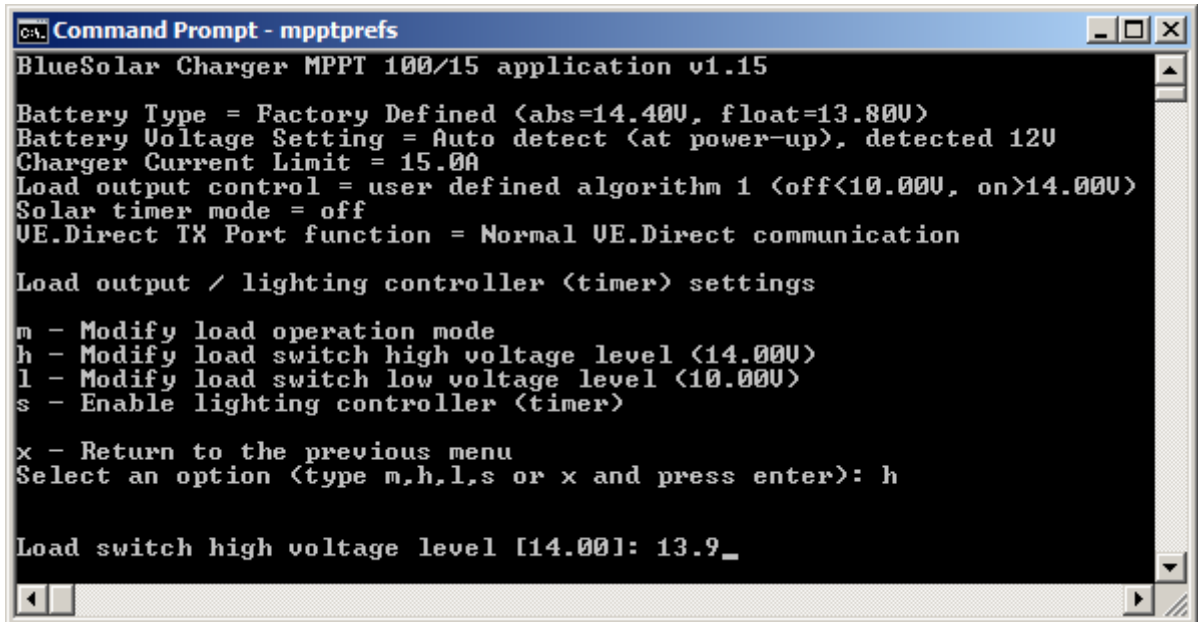 Command Prompt - mpptprefs
BlueSolar Charger MPPT 100/15 application v1.15
Battery Type = Factory Defined (abs=14.40V, float=13.80V)
Battery Voltage Setting = Auto detect (at power-up), detected 12V
Charger Current Limit = 15.0A
Load output control = user defined algorithm 1 (off<10.00V, on>14.00V)
Solar timer mode = off
VE.Direct TX Port function = Normal VE.Direct communication
Load output / lighting controller (timer) settings
m - Modify load operation mode
h - Modify load switch high voltage level (14.00V)
l - Modify load switch low voltage level (10.00V)
s - Enable lighting controller (timer)
x - Return to the previous menu
Select an option (type m,h,l,s or x and press enter): h
Load switch high voltage level [14.00]: 13.9_